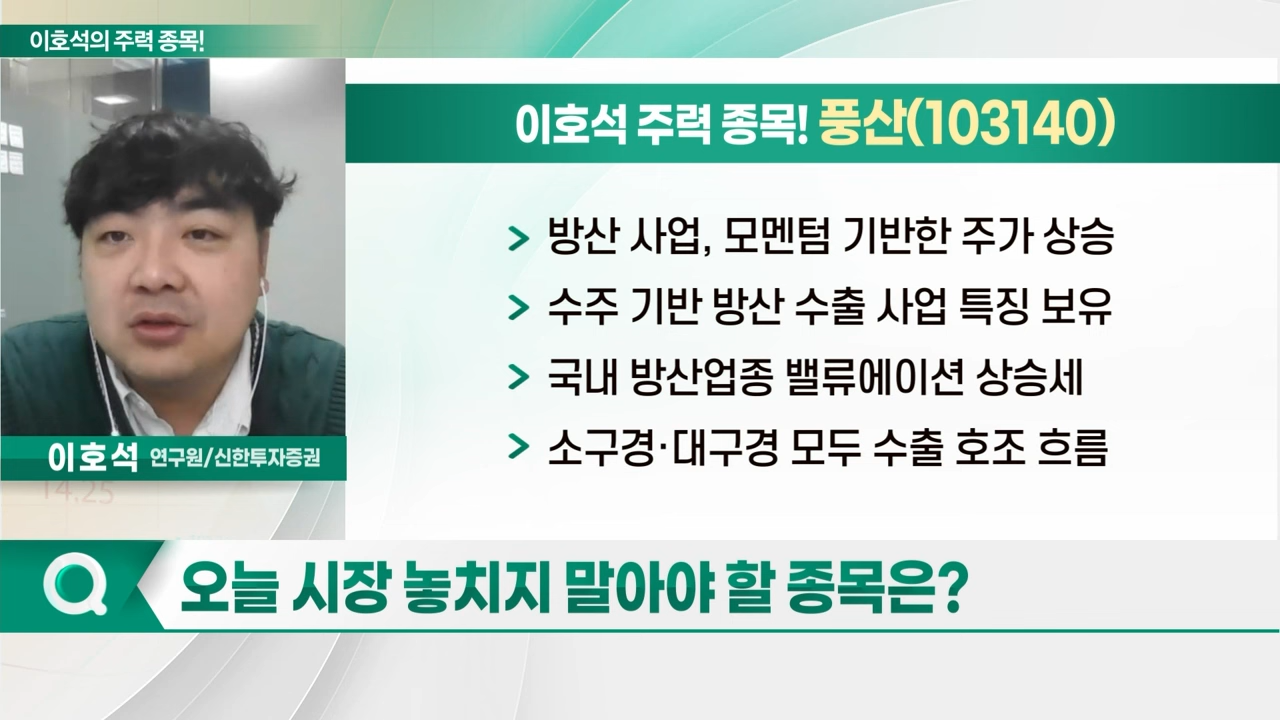 이호석의 주력 종목!
이호석 주력 종목! 풍산(103140)
방산 사업, 모멘텀 기반한 주가 상승
수주 기반 방산 수출 사업 특징 보유
국내 방산업종 밸류에이션 상승세
소구경·대구경 모두 수출 호조 흐름
이호석 연구원/신한투자증권
14.25
오늘 시장 놓치지 말아야 할 종목은?